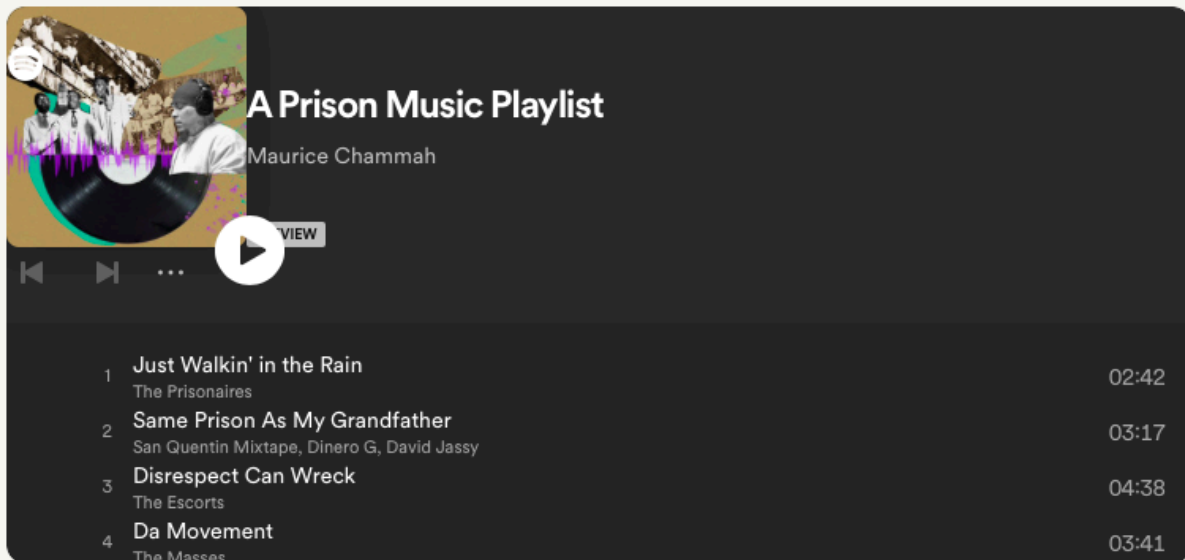 A Prison Music Playlist
Maurice Chammah
VIEW
1
Just Walkin' in the Rain
The Prisonaires
02:42
2
Same Prison As My Grandfather
San Quentin Mixtape, Dinero G, David Jassy
03:17
3
Disrespect Can Wreck
The Escorts
04:38
4
Da Movement
The Masses
03:41